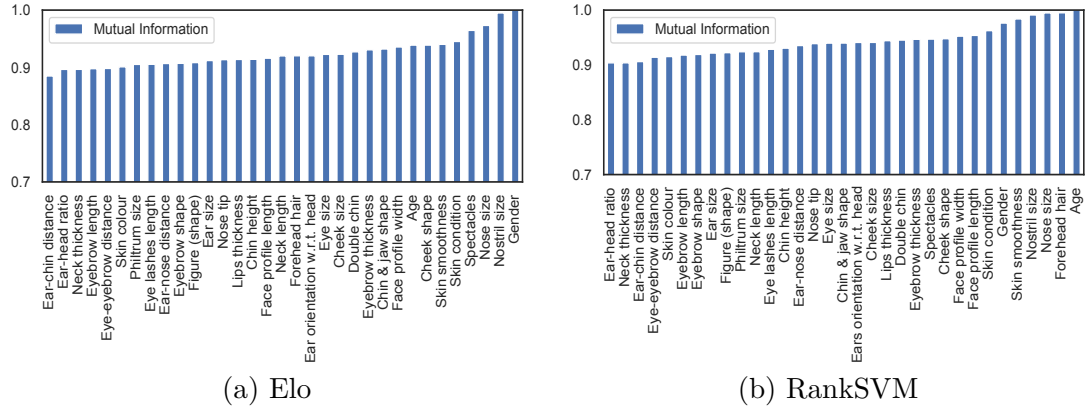 1.0
0.9
0.8
0.7
Mutual Information
Ear-chin distance
Ear-head ratio
Neck thickness
Eyebrow length
Eye-eyebrow distance
Skin colour
Philtrum size
Eye lashes length
Ear-nose distance
Eyebrow shape
Figure (shape)
Ear size
Nose tip
Lips thickness
Chin height
Face profile length
Neck length
Forehead hair
Ear orientation w.r.t. head
Eye size
Cheek size
Double chin
Eyebrow thickness
Chin & jaw shape
Face profile width
Age
Cheek shape
Skin smoothness
Skin condition
Spectacles
Nose size
Nostril size
Gender
(a) Elo
1.0
0.9
0.8
0.7
Mutual Information
Ear-head ratio
Neck thickness
Ear-chin distance
Eye-eyebrow distance
Skin colour
Eyebrow length
Eyebrow shape
Ear size
Figure (shape)
Philtrum size
Neck length
Eye lashes length
Chin height
Ear-nose distance
Nose tip
Eye size
Chin & jaw shape
Ears orientation w.r.t. head
Cheek size
Lips thickness
Double chin
Eyebrow thickness
Spectacles
Cheek shape
Face profile width
Face profile length
Skin condition
Gender
Skin smoothness
Nostril size
Nose size
Forehead hair
Age
(b) RankSVM